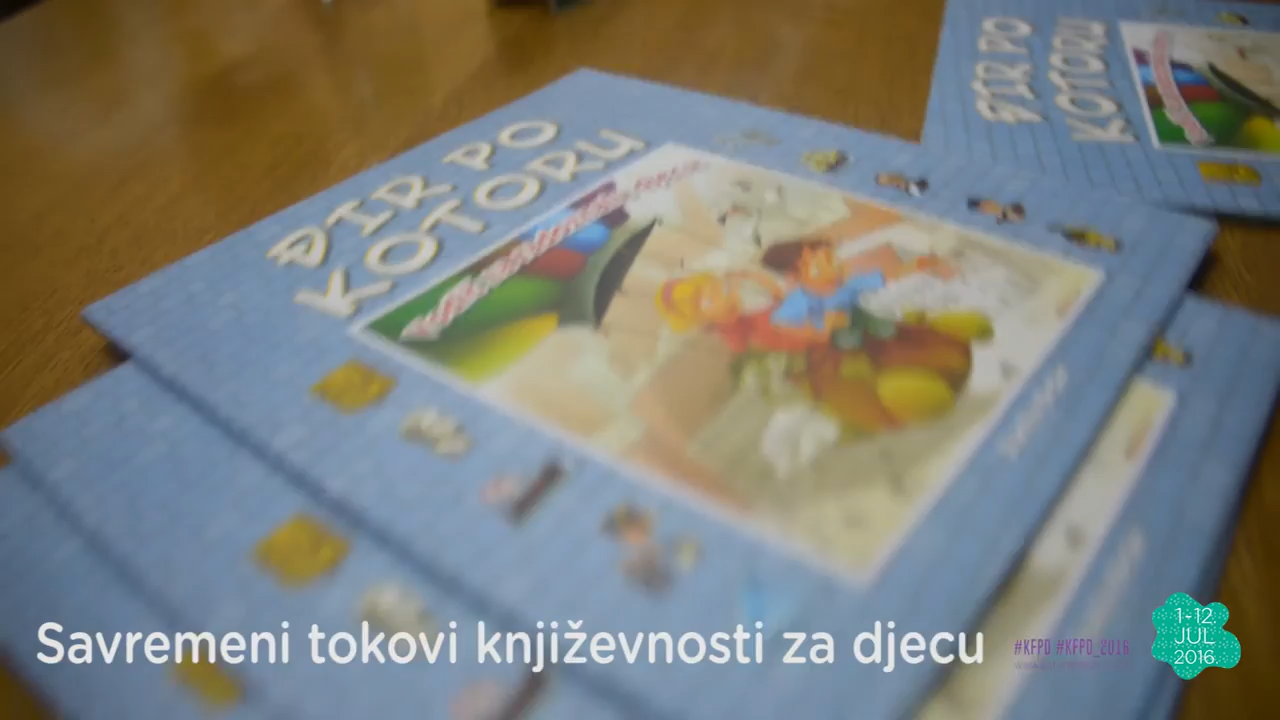 ĐIR PO
KOTORU
ĐIR PO
KOTORU
Savremeni tokovi književnosti za djecu
#KFPD #KFPD_2016
1-12.
JUL
2016.